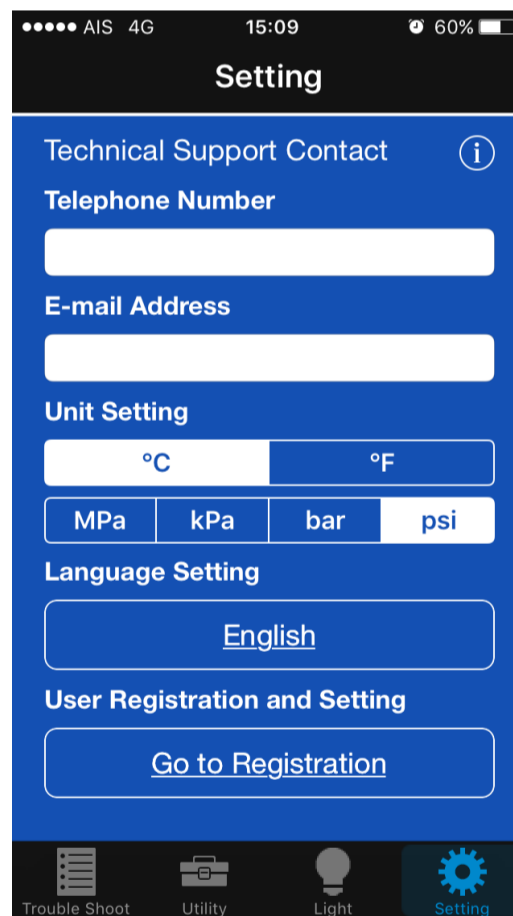 AIS 4G 15:09 60%
Setting
Technical Support Contact i
Telephone Number
E-mail Address
Unit Setting
°C °F
MPa kPa bar psi
Language Setting
English
User Registration and Setting
Go to Registration
Trouble Shoot Utility Light Setting